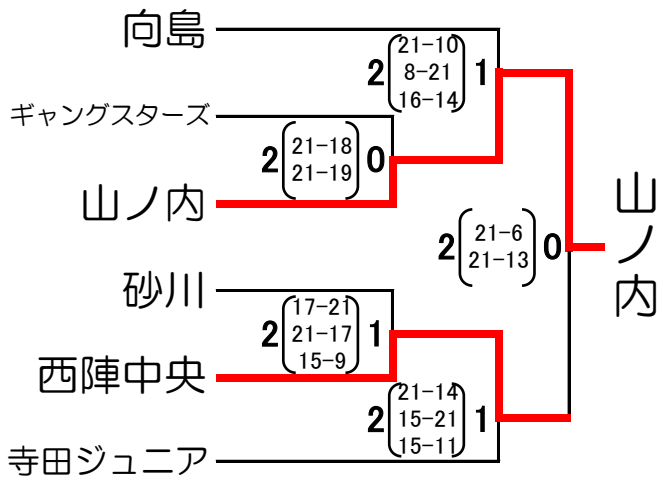 向島
2 21-10 1
8-21
16-14
ギャングスターズ
2 21-18 0
21-19
山ノ内
山ノ内
2 21-6 0
21-13
砂川
2 17-21 1
21-17
15-9
西陣中央
2 21-14 1
15-21
15-11
寺田ジュニア